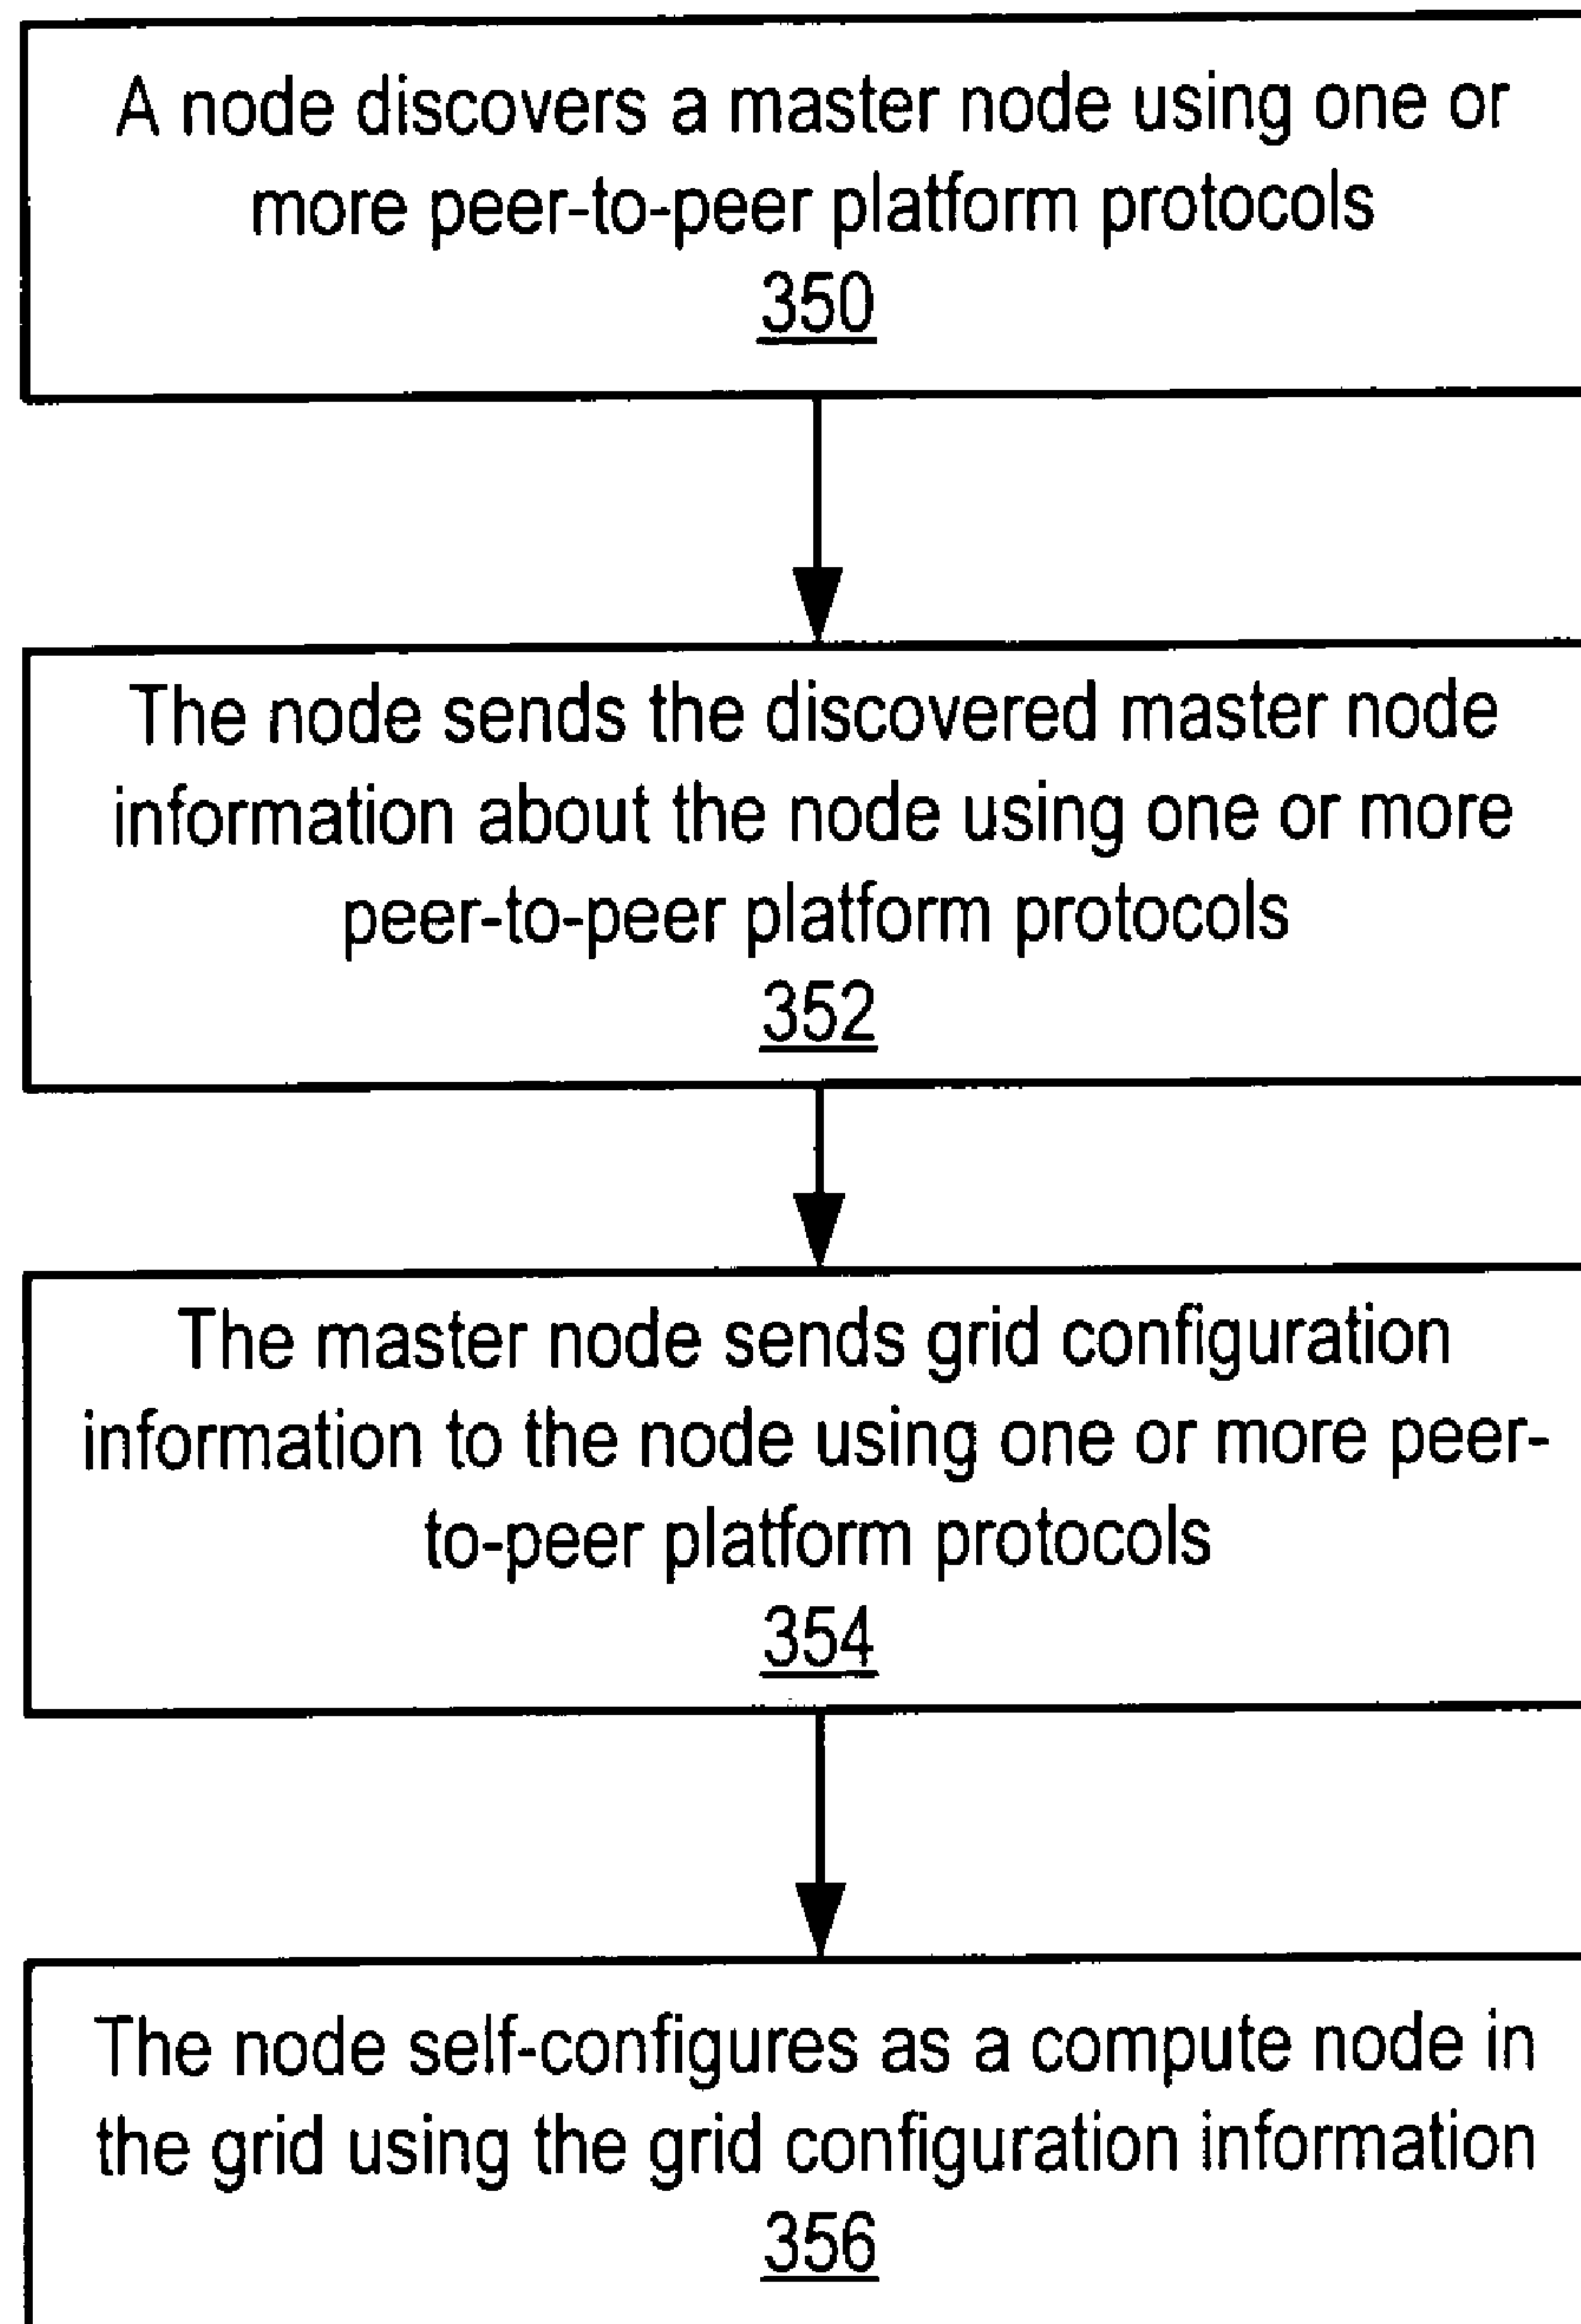 A node discovers a master node using one or
more peer-to-peer platform protocols
350
The node sends the discovered master node
information about the node using one or more
peer-to-peer platform protocols
352
The master node sends grid configuration
information to the node using one or more peer-
to-peer platform protocols
354
The node self-configures as a compute node in
the grid using the grid configuration information
356